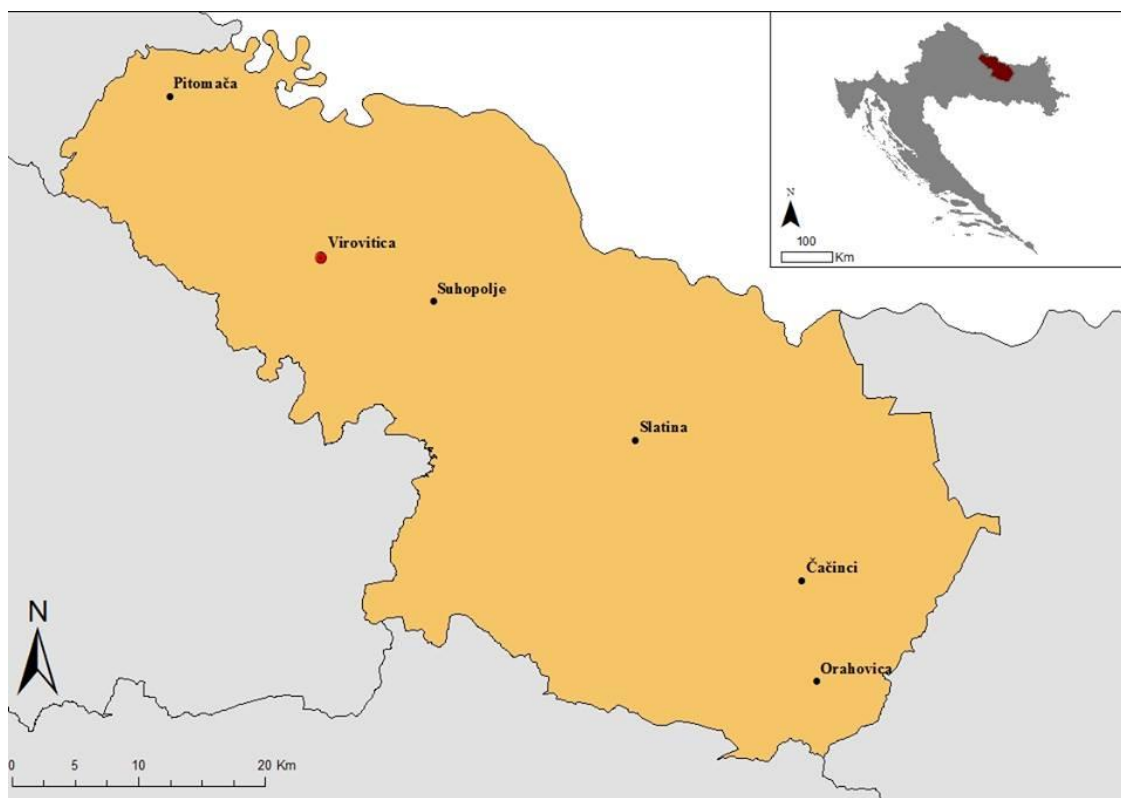 Pitomača
Virovitica
Suhopolje
Slatina
Čačinci
Orahovica
N
0 5 10 20 Km
N
100
Km